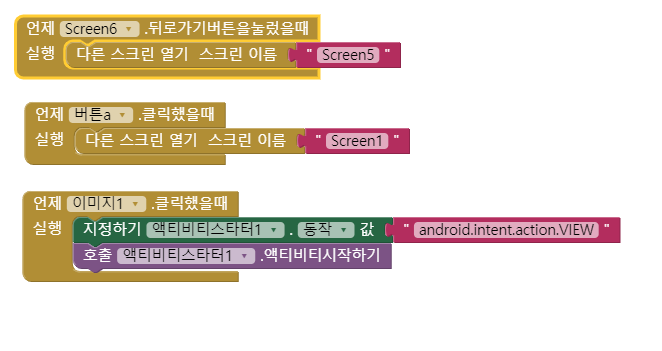 언제 Screen6 .뒤로가기버튼을눌렀을때
실행 다른 스크린 열기 스크린 이름 " Screen5 "
언제 버튼a .클릭했을때
실행 다른 스크린 열기 스크린 이름 " Screen1 "
언제 이미지1 .클릭했을때
실행 지정하기 액티비티스타터1 . 동작 값 " android.intent.action.VIEW "
호출 액티비티스타터1 .액티비티시작하기